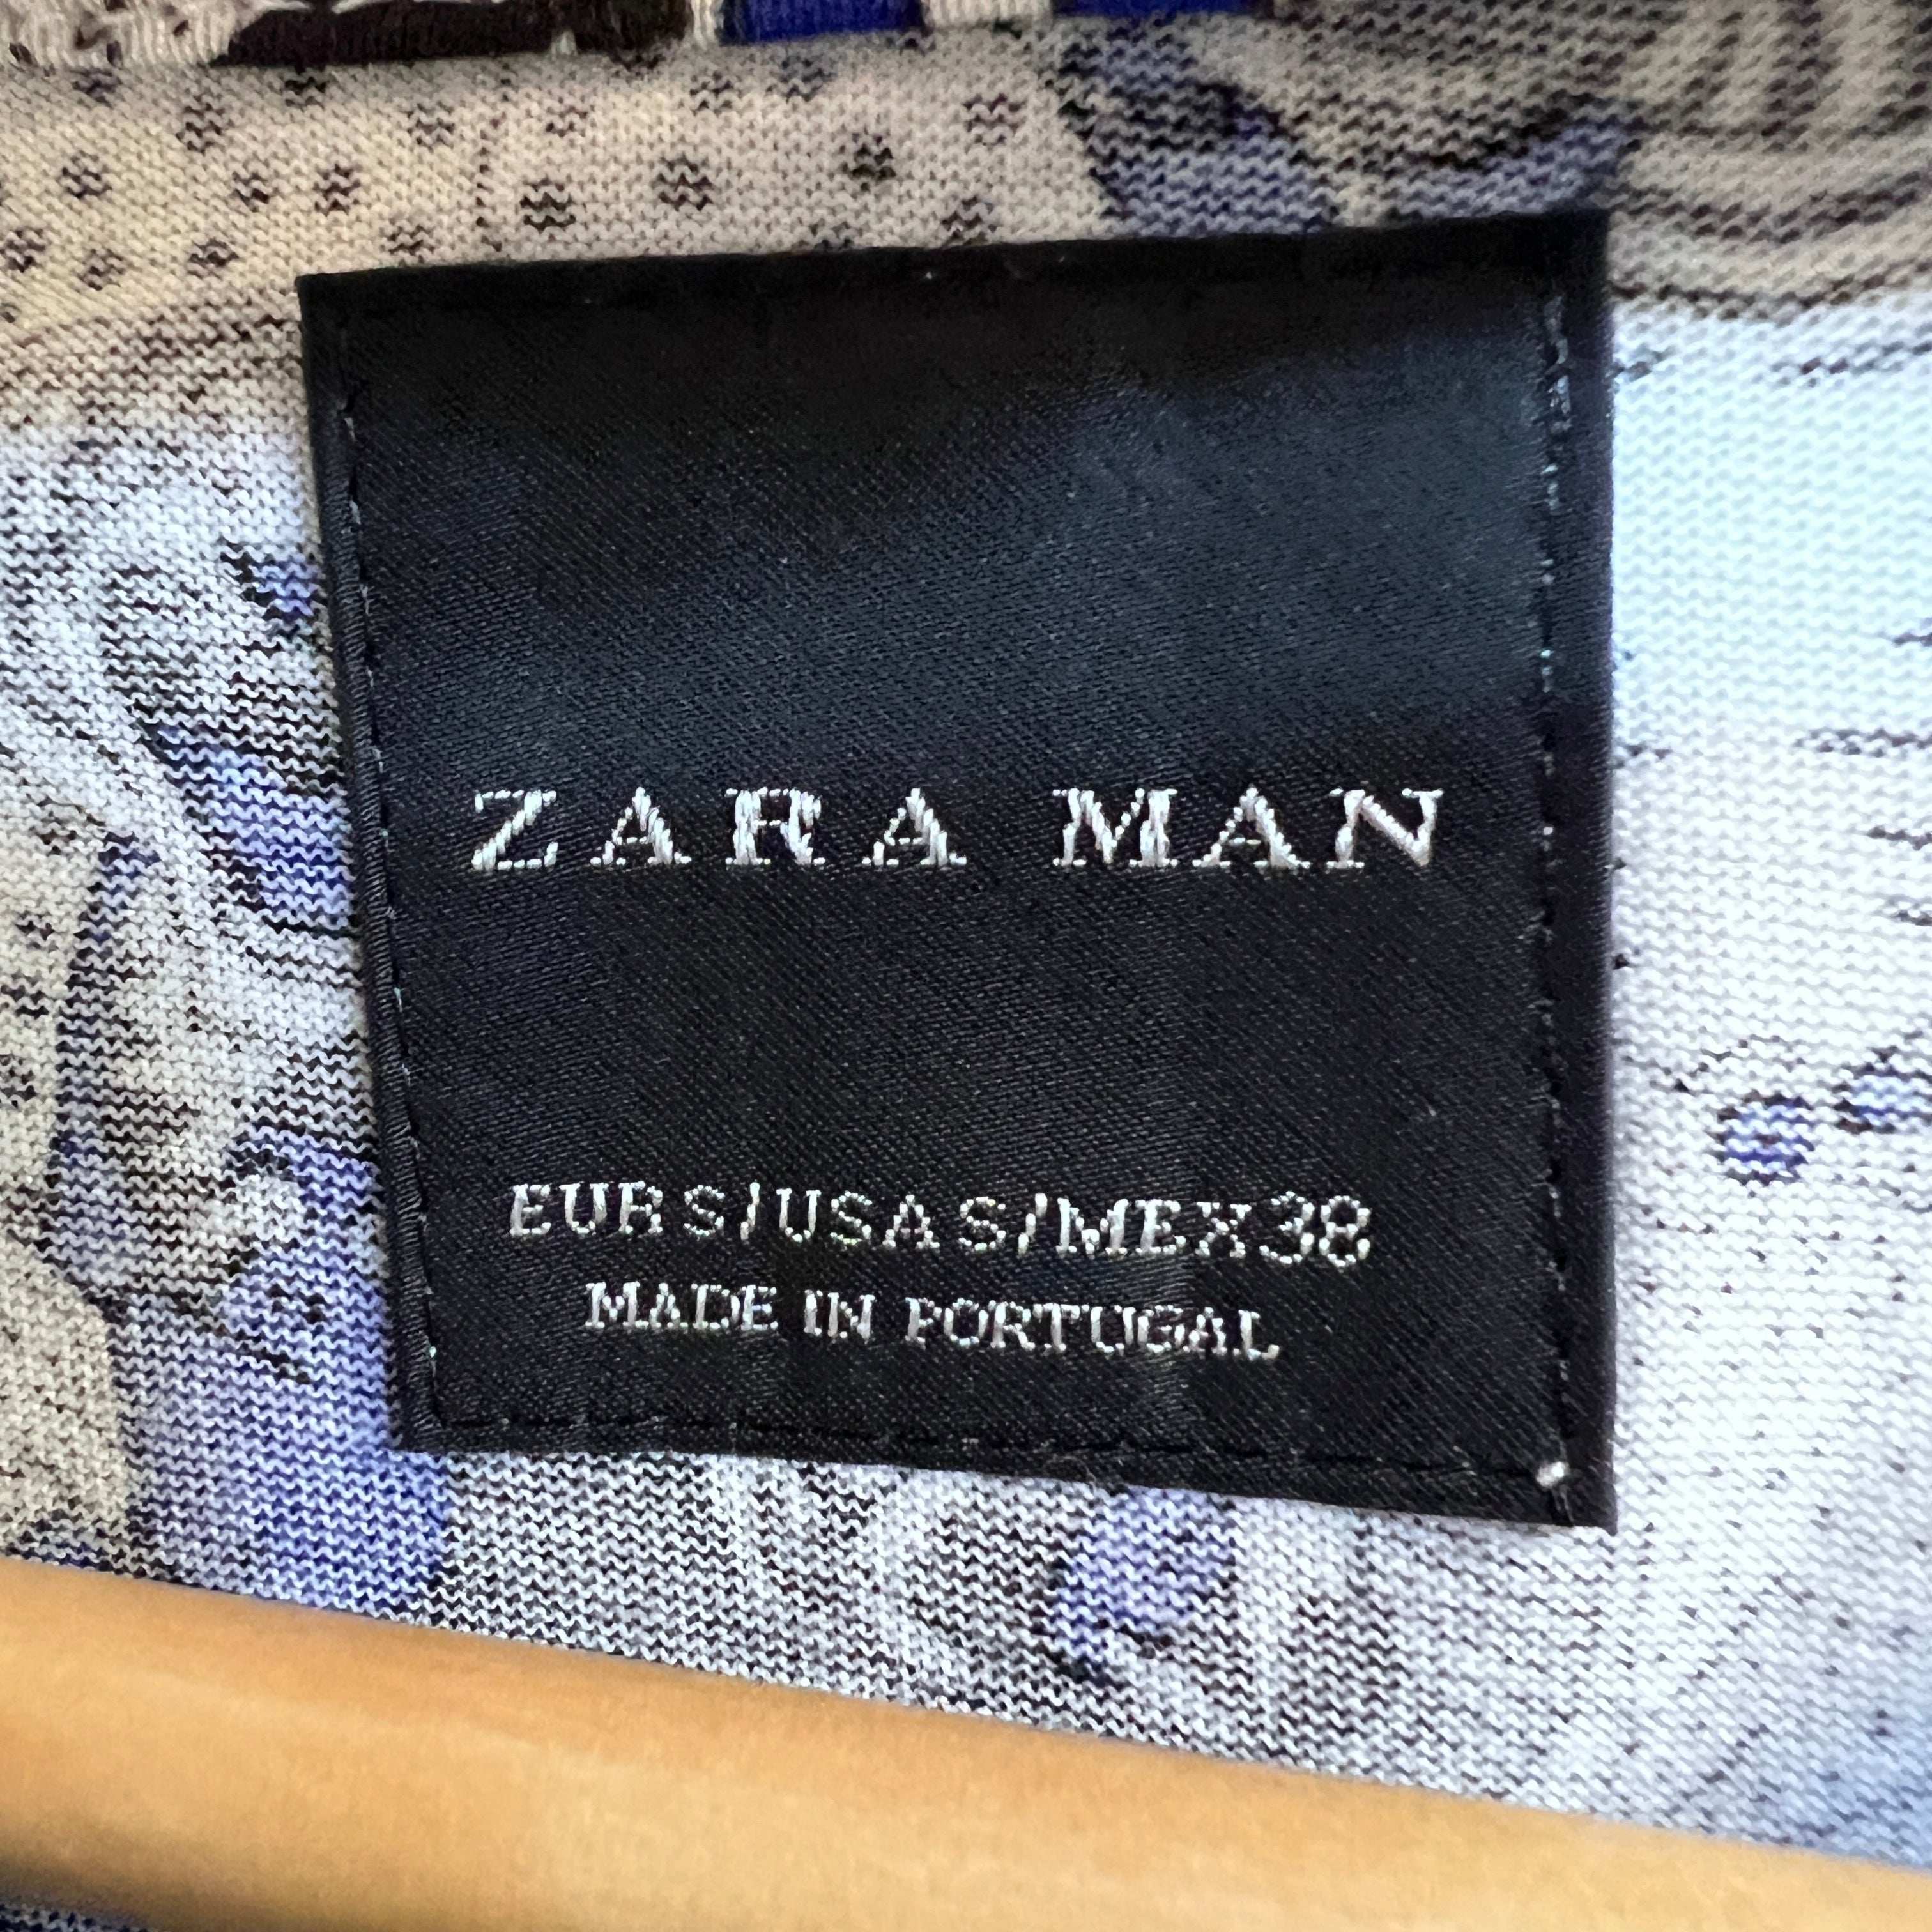 ZARA MAN
EUR S/USA S/MEX 38
MADE IN PORTUGAL